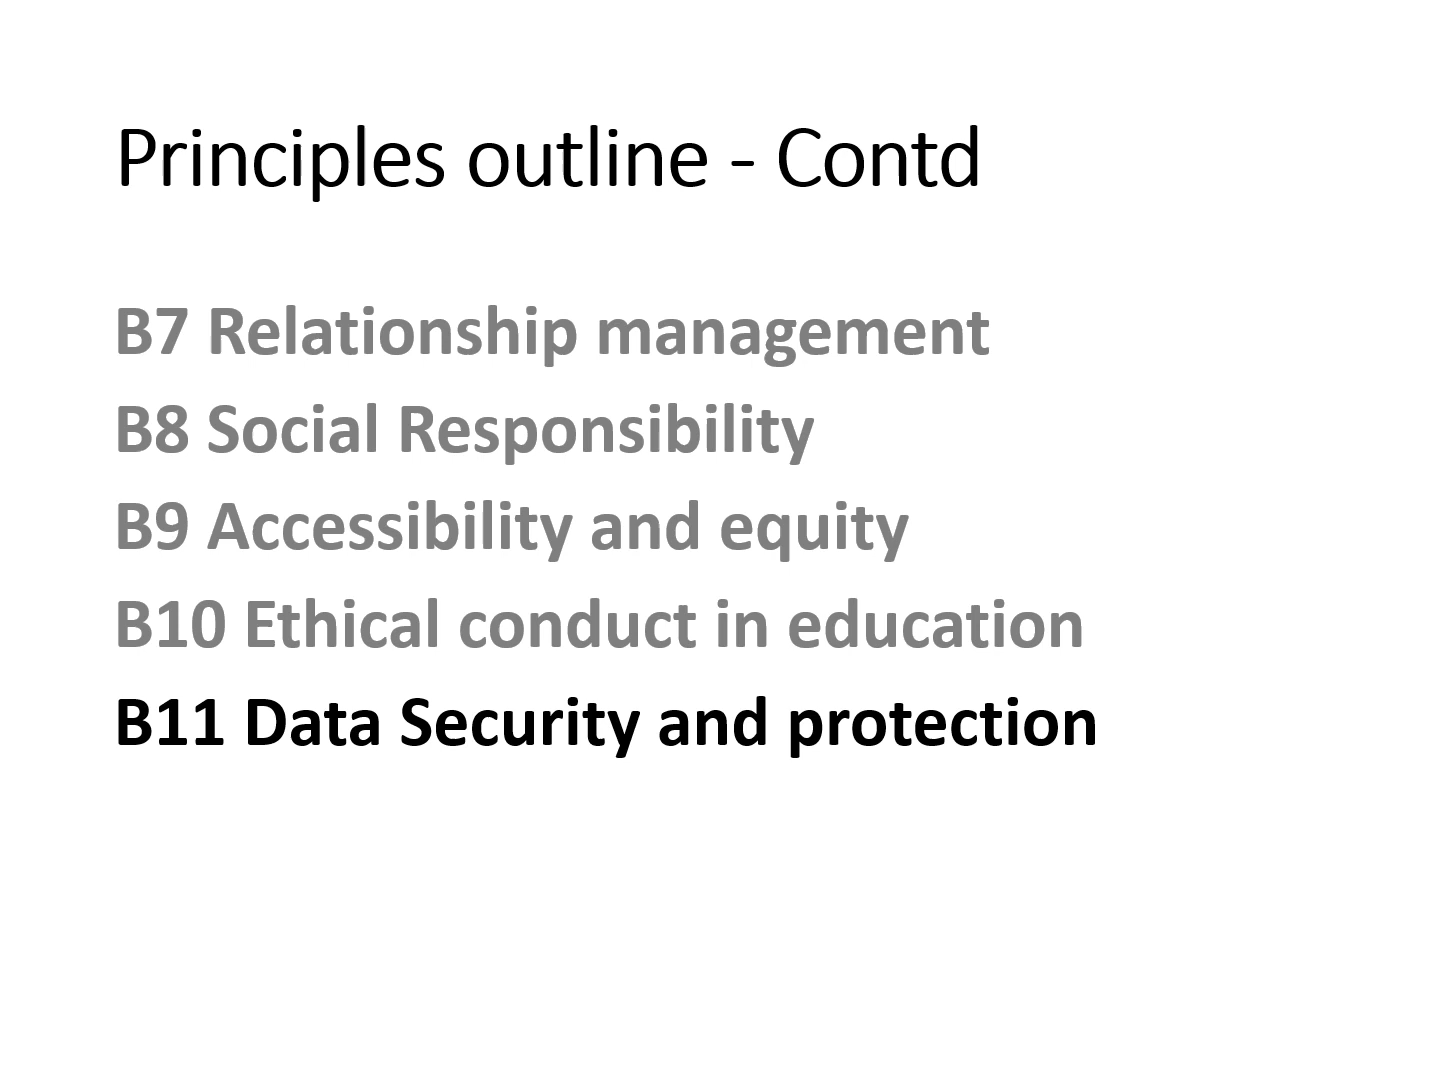 Principles outline - Contd
B7 Relationship management
B8 Social Responsibility
B9 Accessibility and equity
B10 Ethical conduct in education
B11 Data Security and protection